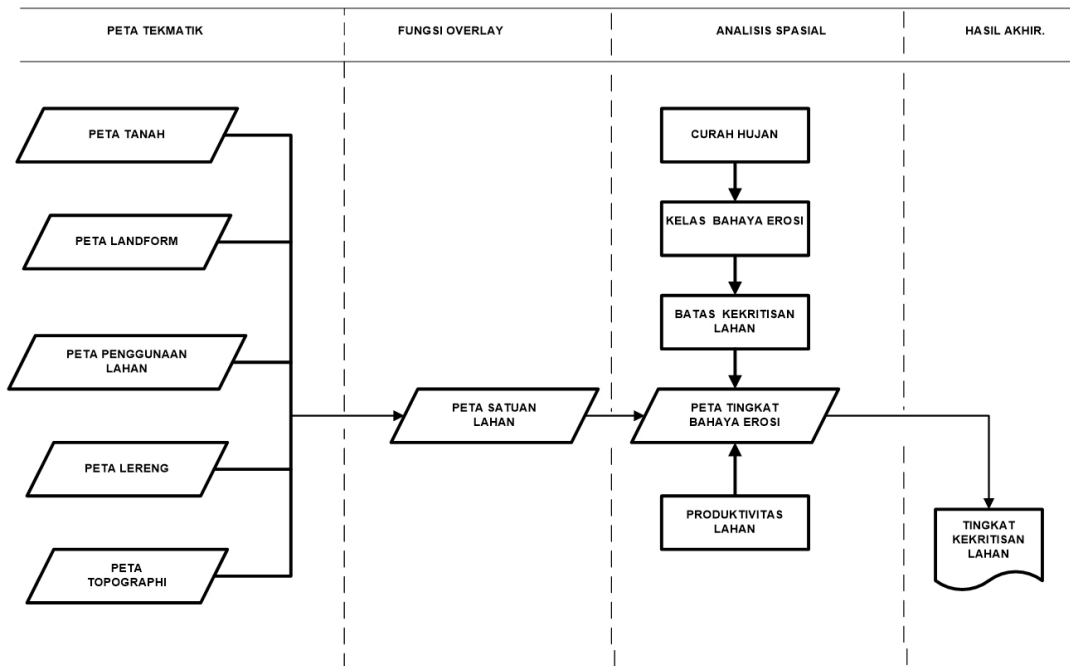 PETA TEKMATIK
FUNGSI OVERLAY
ANALISIS SPASIAL
HASIL AKHIR.
PETA TANAH
PETA LANDFORM
PETA PENGGUNAAN
LAHAN
PETA LERENG
PETA
TOPOGRAPHI
PETA SATUAN
LAHAN
CURAH HUJAN
KELAS BAHAYA EROSI
BATAS KEKRITISAN
LAHAN
PETA TINGKAT
BAHAYA EROSI
PRODUKTIVITAS
LAHAN
TINGKAT
KEKRITISAN
LAHAN